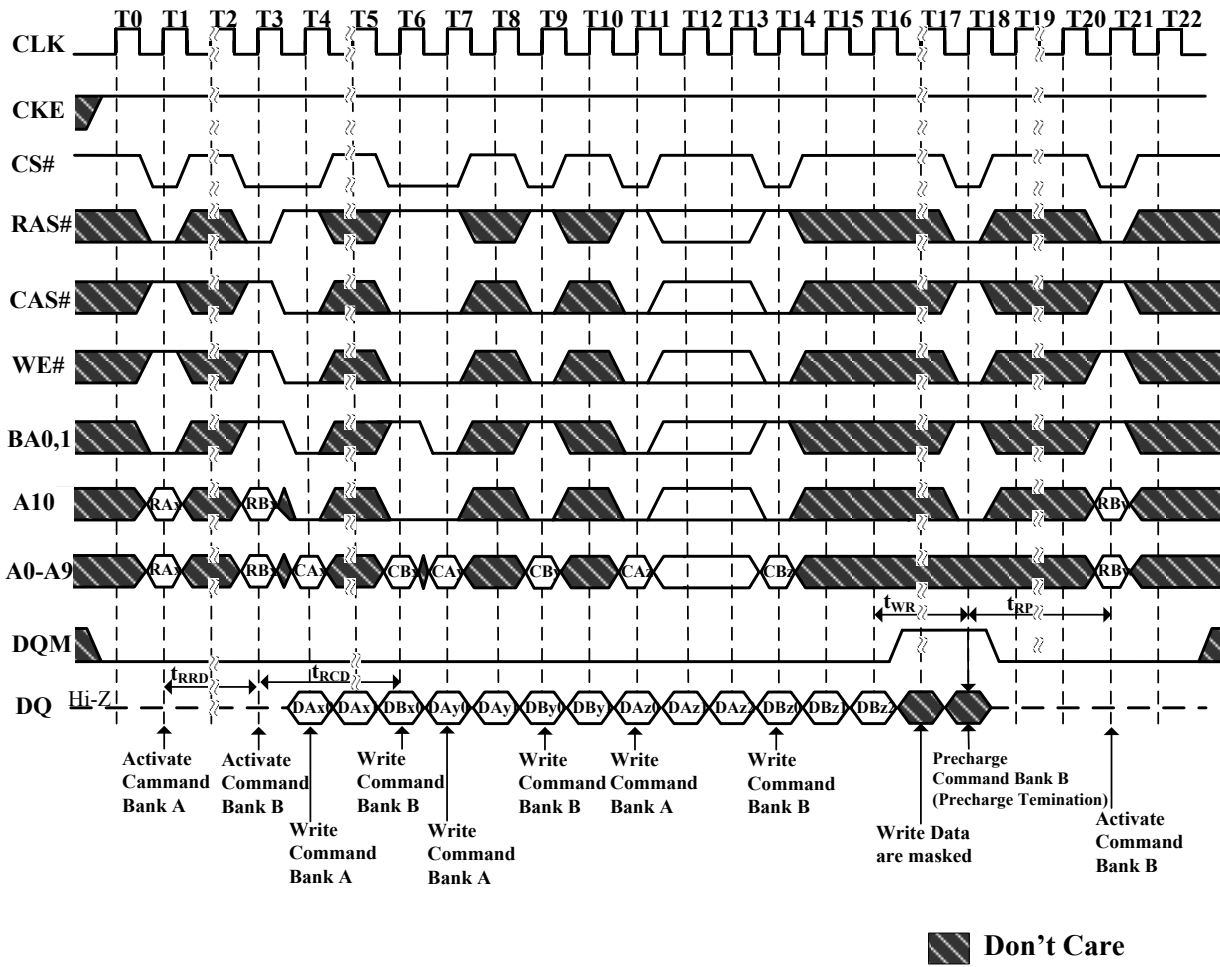 T0 T1 T2 T3 T4 T5 T6 T7 T8 T9 T10 T11 T12 T13 T14 T15 T16 T17 T18 T19 T20 T21 T22
CLK
CKE
CS#
RAS#
CAS#
WE#
BA0,1
A10 RAx RBx RBw
A0-A9 RAx RBx CAx CBx CAy CBy CAz CBz RBw
tWR tRP
DQM
tRRD tRCD
DQ Hi-Z DAx0 DAx1 DBx0 DAy0 DAy1 DBy0 DBy1 DAz0 DAz1 DAz2 DBz0 DBz1 DBz2
Activate
Cammand
Bank A
Activate
Command
Bank B
Write
Command
Bank A
Write
Command
Bank B
Write
Command
Bank A
Write
Command
Bank B
Write
Command
Bank A
Write
Command
Bank B
Write Data
are masked
Precharge
Command Bank B
(Precharge Temination)
Activate
Command
Bank B
Don't Care